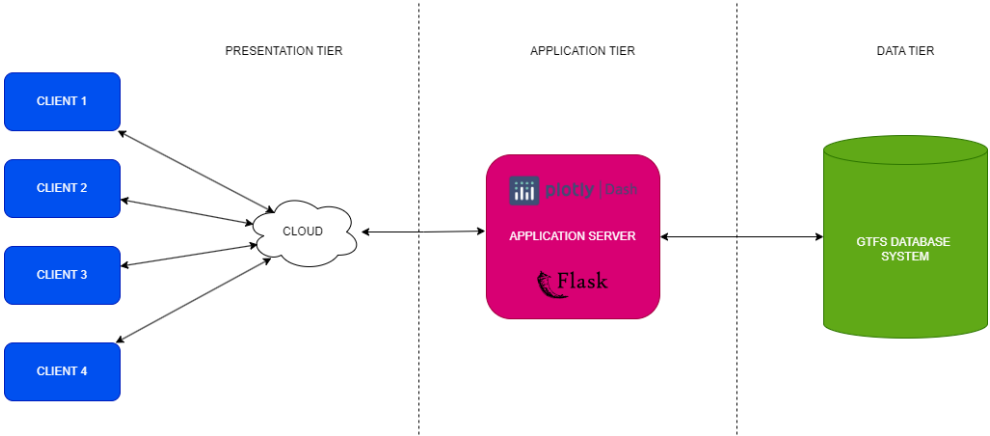 PRESENTATION TIER
APPLICATION TIER
DATA TIER
CLIENT 1
CLIENT 2
CLIENT 3
CLIENT 4
CLOUD
plotly | Dash
APPLICATION SERVER
Flask
GTFS DATABASE
SYSTEM